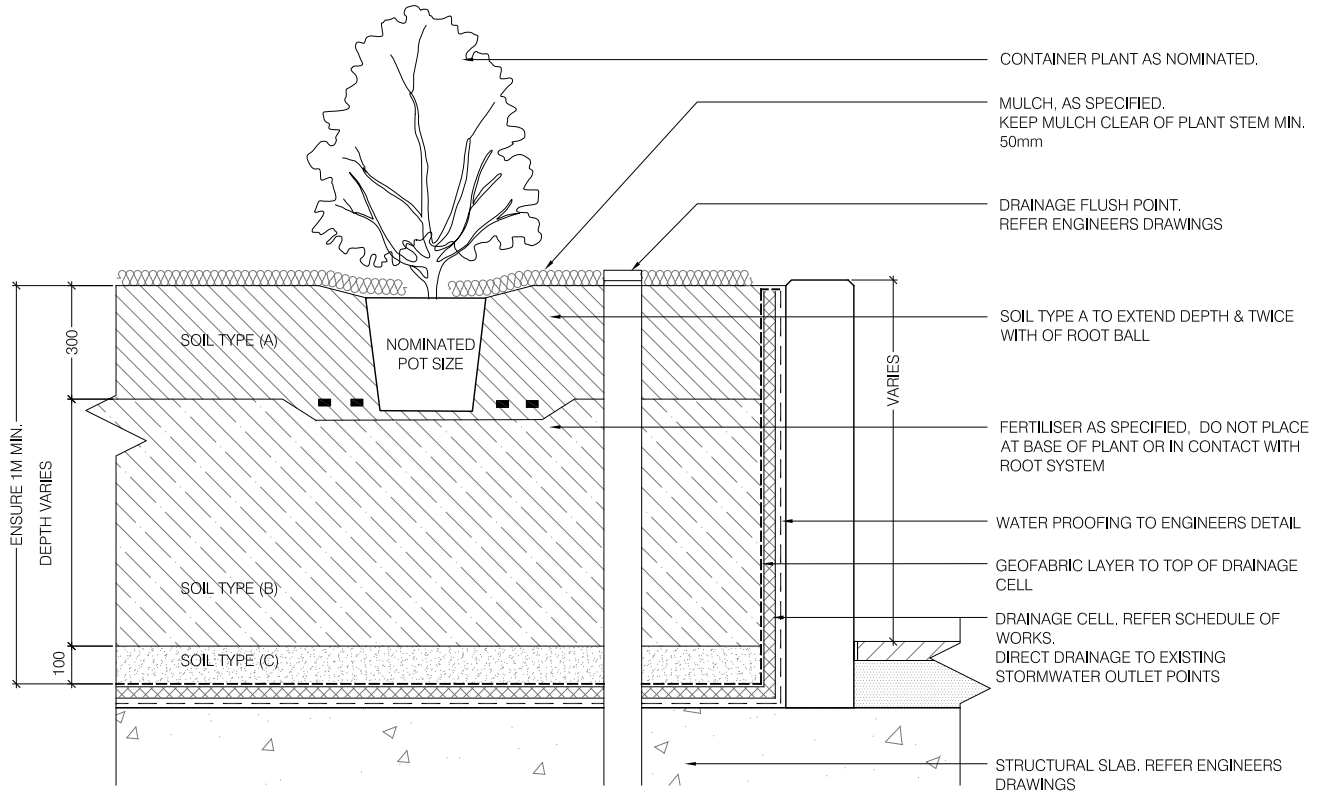 CONTAINER PLANT AS NOMINATED.
MULCH, AS SPECIFIED.
KEEP MULCH CLEAR OF PLANT STEM MIN.
50mm
DRAINAGE FLUSH POINT.
REFER ENGINEERS DRAWINGS
SOIL TYPE A TO EXTEND DEPTH & TWICE
WITH OF ROOT BALL
FERTILISER AS SPECIFIED, DO NOT PLACE
AT BASE OF PLANT OR IN CONTACT WITH
ROOT SYSTEM
WATER PROOFING TO ENGINEERS DETAIL
GEOFABRIC LAYER TO TOP OF DRAINAGE
CELL
DRAINAGE CELL. REFER SCHEDULE OF
WORKS.
DIRECT DRAINAGE TO EXISTING
STORMWATER OUTLET POINTS
STRUCTURAL SLAB. REFER ENGINEERS
DRAWINGS
SOIL TYPE (A)
NOMINATED
POT SIZE
SOIL TYPE (B)
SOIL TYPE (C)
300
ENSURE 1M MIN.
DEPTH VARIES
100
VARIES